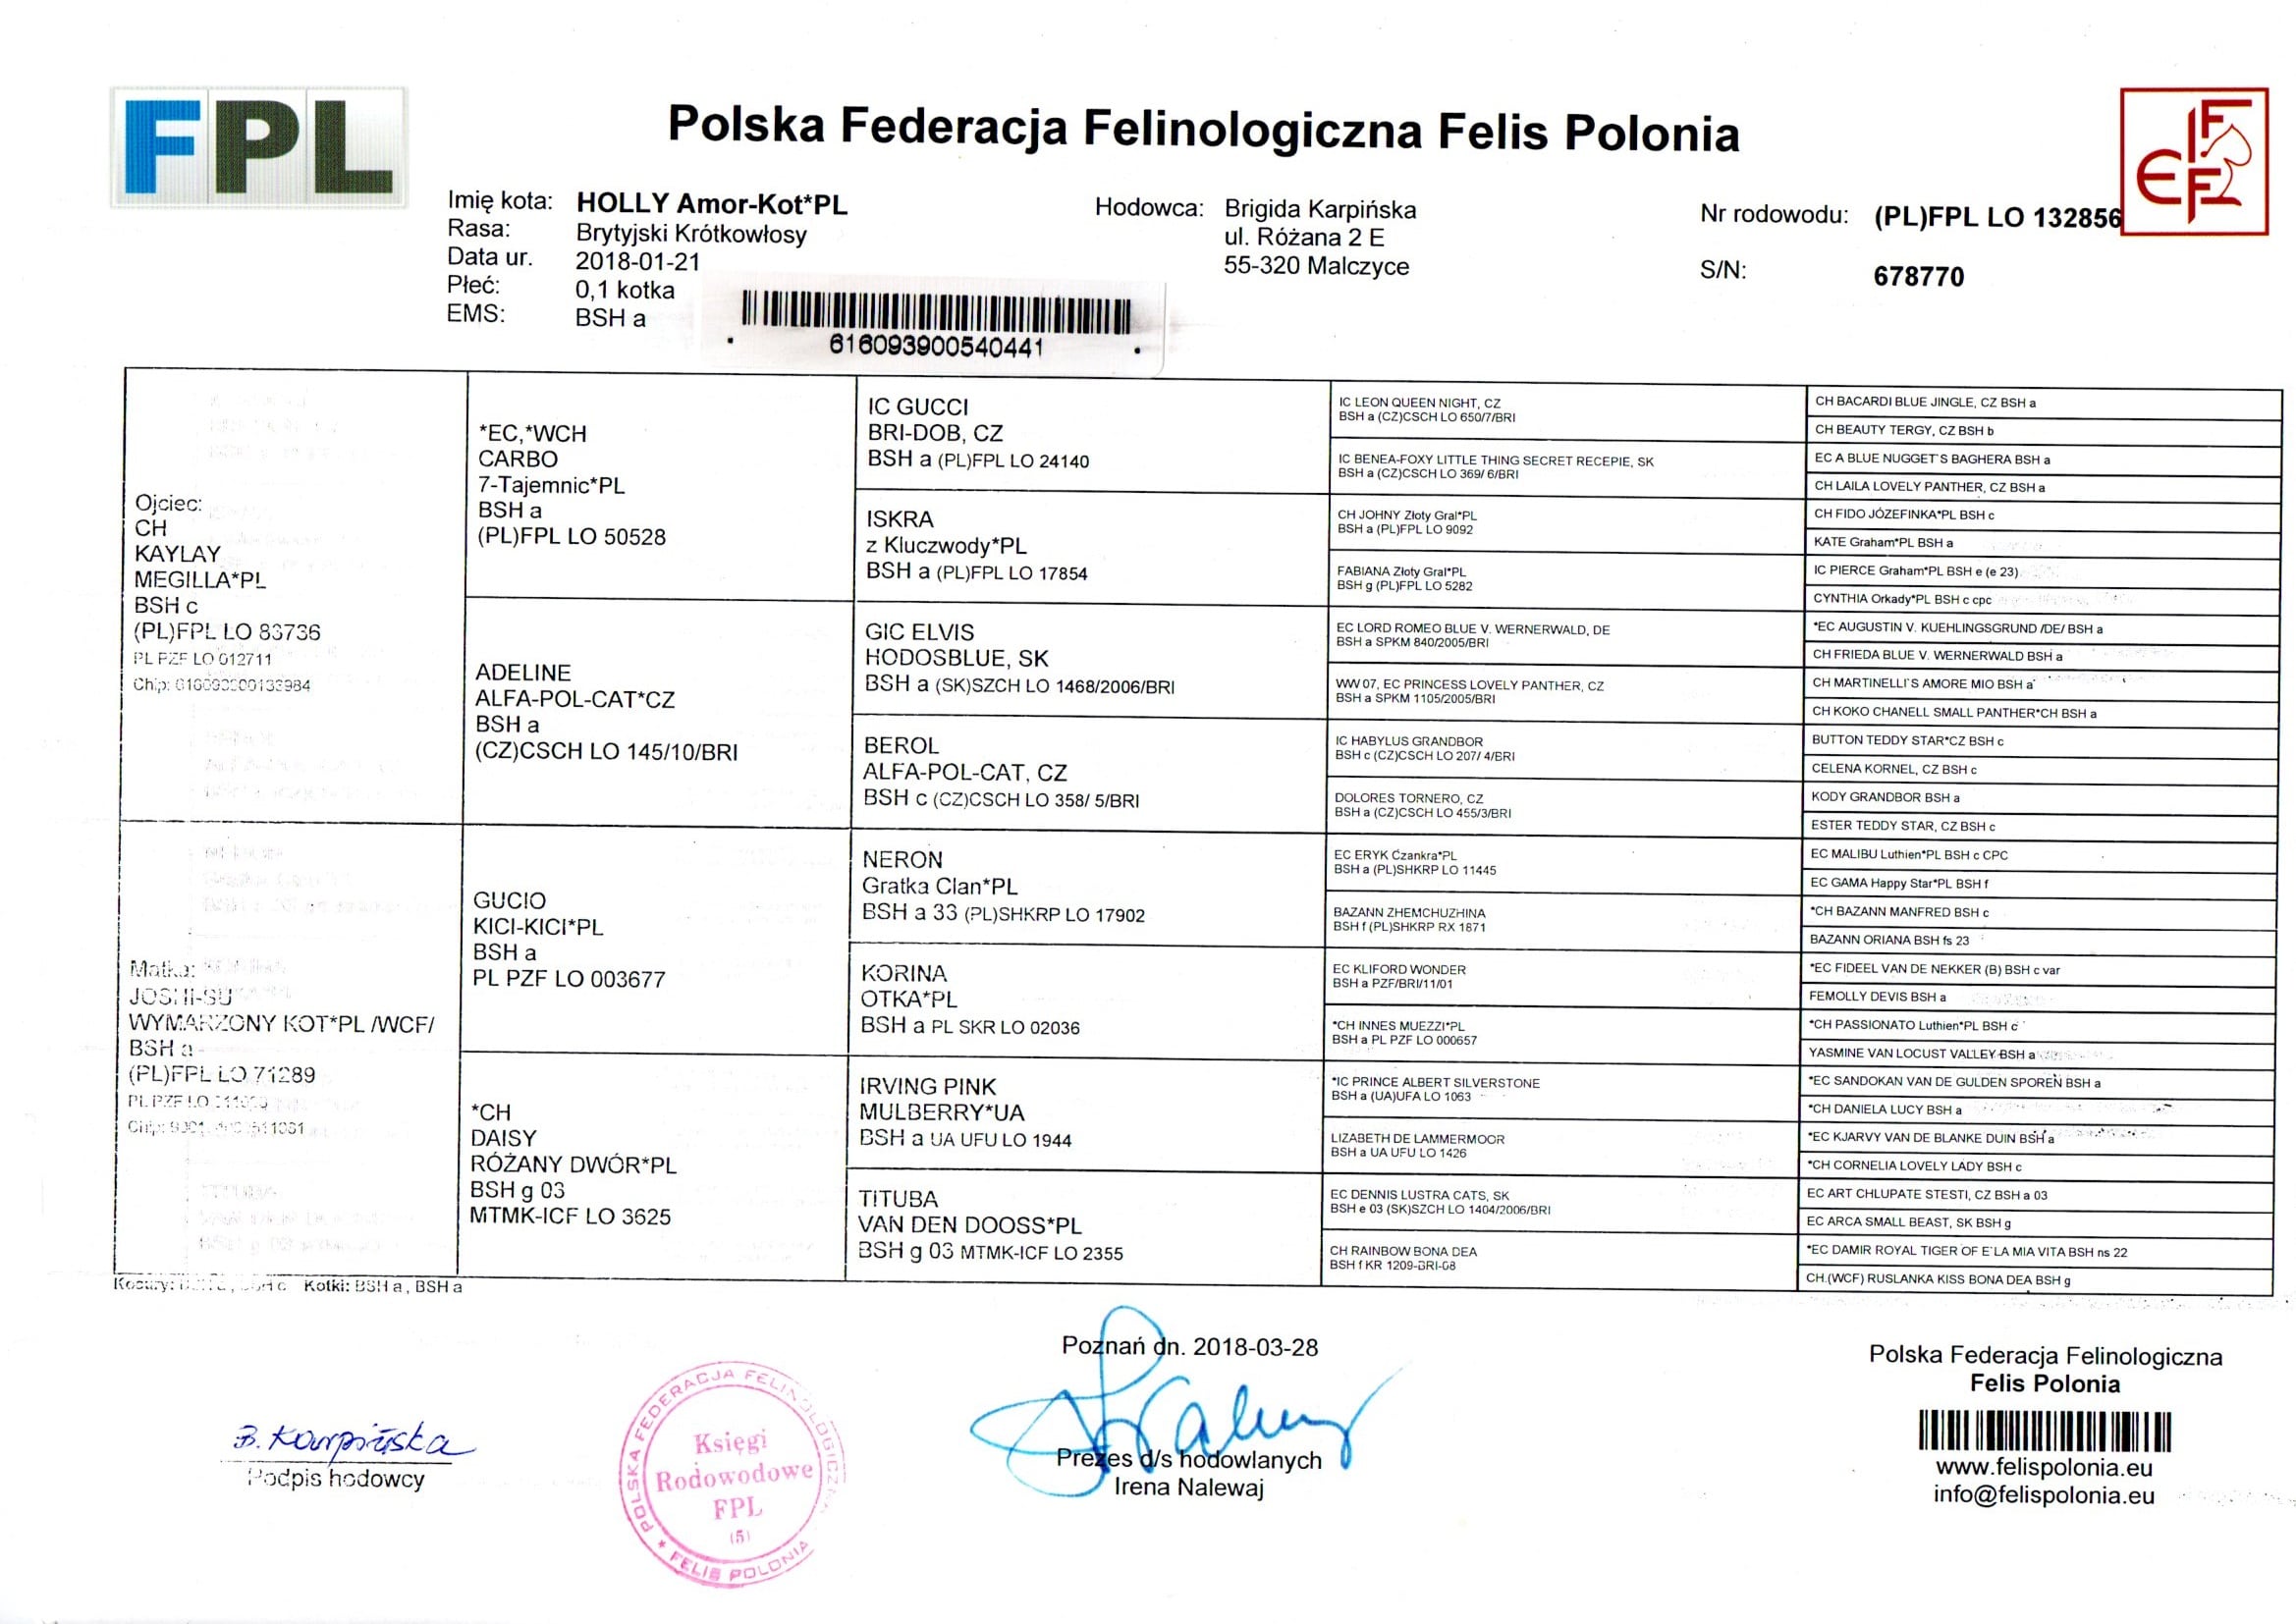 FPL
Polska Federacja Felinologiczna Felis Polonia
FIFe
Imię kota: HOLLY Amor-Kot*PL
Rasa: Brytyjski Krótkowłosy
Data ur. 2018-01-21
Płeć: 0,1 kotka
EMS: BSH a
616093900540441
Hodowca: Brigida Karpińska
ul. Różana 2 E
55-320 Malczyce
Nr rodowodu: (PL)FPL LO 132856
S/N: 678770
Ojciec:
CH
KAYLAY
MEGILLA*PL
BSH c
(PL)FPL LO 83736
PL PZF LO 012711
Chip:
Matka:
JOSHI-SU
WYMARZONY KOT*PL /WCF/
BSH a
(PL)FPL LO 71289
PL PZF LO
Chip:
*EC,*WCH
CARBO
7-Tajemnic*PL
BSH a
(PL)FPL LO 50528
ADELINE
ALFA-POL-CAT*CZ
BSH a
(CZ)CSCH LO 145/10/BRI
GUCIO
KICI-KICI*PL
BSH a
PL PZF LO 003677
*CH
DAISY
RÓŻANY DWÓR*PL
BSH g 03
MTMK-ICF LO 3625
IC GUCCI
BRI-DOB, CZ
BSH a (PL)FPL LO 24140
ISKRA
z Kluczwody*PL
BSH a (PL)FPL LO 17854
GIC ELVIS
HODOSBLUE, SK
BSH a (SK)SZCH LO 1468/2006/BRI
BEROL
ALFA-POL-CAT, CZ
BSH c (CZ)CSCH LO 358/ 5/BRI
NERON
Gratka Clan*PL
BSH a 33 (PL)SHKRP LO 17902
KORINA
OTKA*PL
BSH a PL SKR LO 02036
IRVING PINK
MULBERRY*UA
BSH a UA UFU LO 1944
TITUBA
VAN DEN DOOSS*PL
BSH g 03 MTMK-ICF LO 2355
IC LEON QUEEN NIGHT, CZ
BSH a (CZ)CSCH LO 650/7/BRI
IC BENEA-FOXY LITTLE THING SECRET RECEPIE, SK
BSH a (CZ)CSCH LO 369/ 6/BRI
CH JOHNY Złoty Gral*PL
BSH a (PL)FPL LO 9092
FABIANA Złoty Gral*PL
BSH g (PL)FPL LO 5282
EC LORD ROMEO BLUE V. WERNERWALD, DE
BSH a SPKM 840/2005/BRI
WW 07, EC PRINCESS LOVELY PANTHER, CZ
BSH a SPKM 1105/2005/BRI
IC HABYLUS GRANDBOR
BSH c (CZ)CSCH LO 207/ 4/BRI
DOLORES TORNERO, CZ
BSH a (CZ)CSCH LO 455/3/BRI
EC ERYK Czankra*PL
BSH a (PL)SHKRP LO 11445
BAZANN ZHEMCHUZHINA
BSH f (PL)SHKRP RX 1871
EC KLIFORD WONDER
BSH a PZF/BRI/11/01
*CH INNES MUEZZI*PL
BSH a PL PZF LO 000657
*IC PRINCE ALBERT SILVERSTONE
BSH a (UA)UFA LO 1063
LIZABETH DE LAMMERMOOR
BSH a UA UFU LO 1426
EC DENNIS LUSTRA CATS, SK
BSH e 03 (SK)SZCH LO 1404/2006/BRI
CH RAINBOW BONA DEA
BSH f KR 1209-BRI-08
CH BACARDI BLUE JINGLE, CZ BSH a
CH BEAUTY TERGY, CZ BSH b
EC A BLUE NUGGET`S BAGHERA BSH a
CH LAILA LOVELY PANTHER, CZ BSH a
CH FIDO JÓZEFINKA*PL BSH c
KATE Graham*PL BSH a
IC PIERCE Graham*PL BSH e (e 23)
CYNTHIA Orkady*PL BSH c cpc
*EC AUGUSTIN V. KUEHLINGSGRUND /DE/ BSH a
CH FRIEDA BLUE V. WERNERWALD BSH a
CH MARTINELLI`S AMORE MIO BSH a
CH KOKO CHANELL SMALL PANTHER*CH BSH a
BUTTON TEDDY STAR*CZ BSH c
CELENA KORNEL, CZ BSH c
KODY GRANDBOR BSH a
ESTER TEDDY STAR, CZ BSH c
EC MALIBU Luthien*PL BSH c CPC
EC GAMA Happy Star*PL BSH f
*CH BAZANN MANFRED BSH c
BAZANN ORIANA BSH fs 23
*EC FIDEEL VAN DE NEKKER (B) BSH c var
FEMOLLY DEVIS BSH a
*CH PASSIONATO Luthien*PL BSH c
YASMINE VAN LOCUST VALLEY BSH a
*EC SANDOKAN VAN DE GULDEN SPOREN BSH a
*CH DANIELA LUCY BSH a
*EC KJARVY VAN DE BLANKE DUIN BSH a
*CH CORNELIA LOVELY LADY BSH c
EC ART CHLUPATE STESTI, CZ BSH a 03
EC ARCA SMALL BEAST, SK BSH g
*EC DAMIR ROYAL TIGER OF E`LA MIA VITA BSH ns 22
CH.(WCF) RUSLANKA KISS BONA DEA BSH g
Kocury: Kotki: BSH a , BSH a
B. Karpińska
Podpis hodowcy
POLSKA FEDERACJA FELINOLOGICZNA
Księgi
Rodowodowe
FPL
(5)
★ FELIS POLONIA
Poznań dn. 2018-03-28
Prezes d/s hodowlanych
Irena Nalewaj
Polska Federacja Felinologiczna
Felis Polonia
www.felispolonia.eu
info@felispolonia.eu